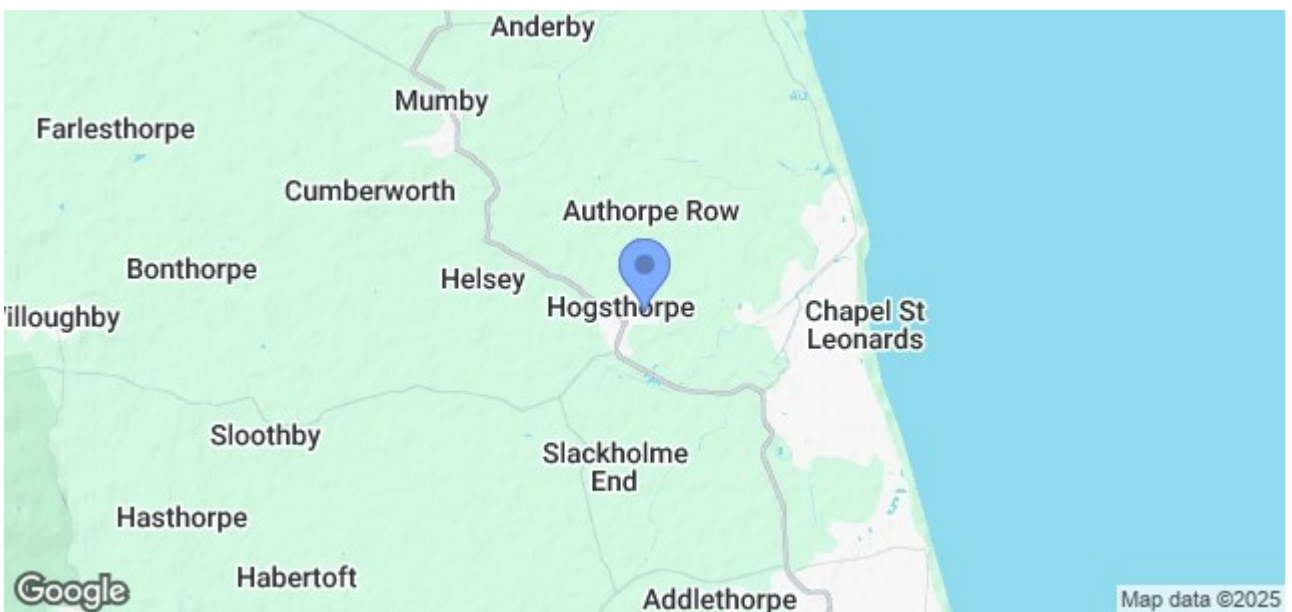 Anderby
Mumby
Farlesthorpe
Cumberworth
Authorpe Row
Bonthorpe
Helsey
Hogsthorpe
illoughby
Chapel St
Leonards
Sloothby
Slackholme
End
Hasthorpe
Habertoft
Addlethorpe
Google
Map data ©2025